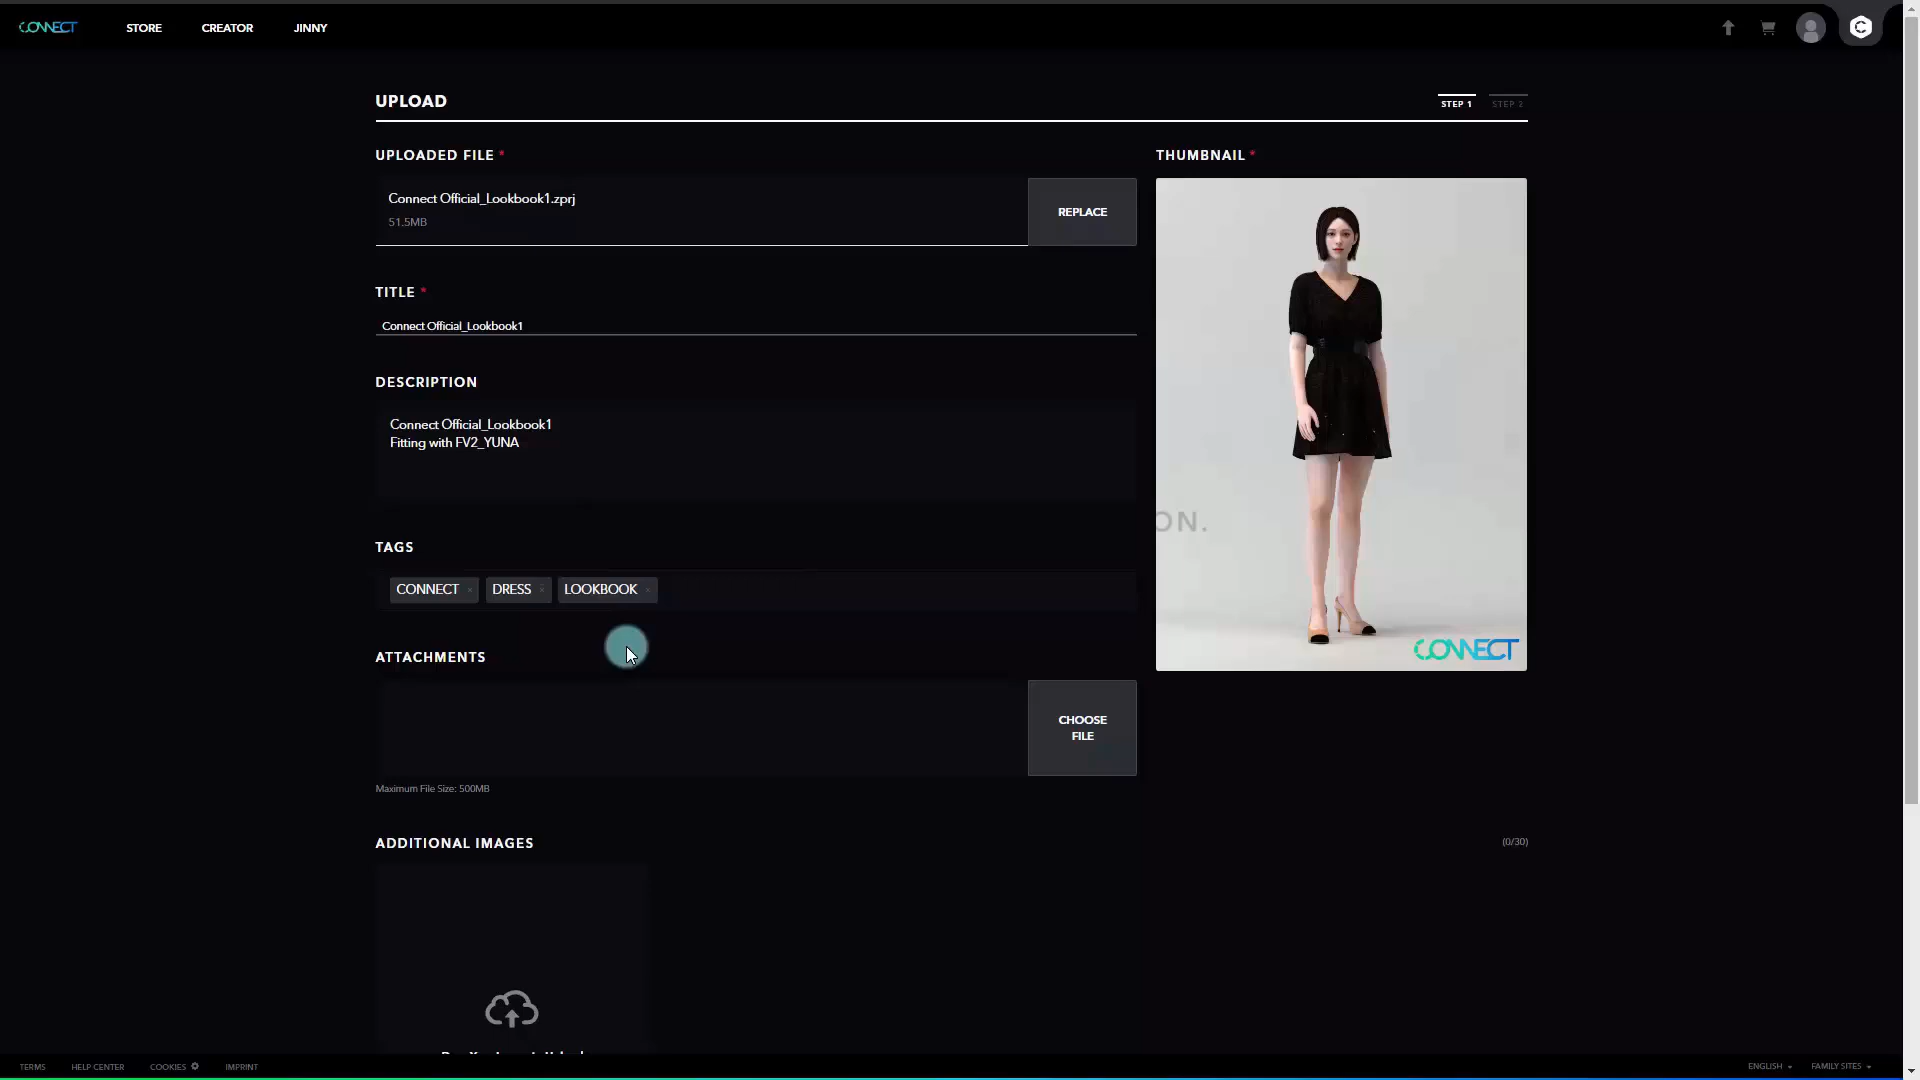 CONNECT
STORE
CREATOR
JINNY
UPLOAD
STEP 1
STEP 2
UPLOADED FILE *
THUMBNAIL *
Connect Official_Lookbook1.zprj
51.5MB
REPLACE
TITLE *
Connect Official_Lookbook1
DESCRIPTION
Connect Official_Lookbook1
Fitting with FV2_YUNA
ON.
TAGS
CONNECT ×
DRESS ×
LOOKBOOK ×
CONNECT
ATTACHMENTS
CHOOSE
FILE
Maximum File Size: 500MB
ADDITIONAL IMAGES
(0/30)
TERMS
HELP CENTER
COOKIES
IMPRINT
ENGLISH
FAMILY SITES